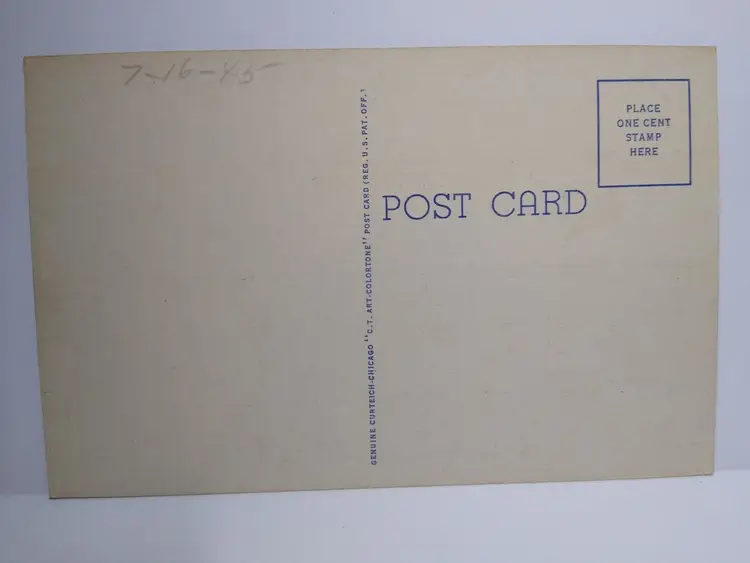 7-16-45
PLACE
ONE CENT
STAMP
HERE
POST CARD
GENUINE CURTEICH-CHICAGO "C.T. ART-COLORTONE" POST CARD (REG. U.S. PAT. OFF.)